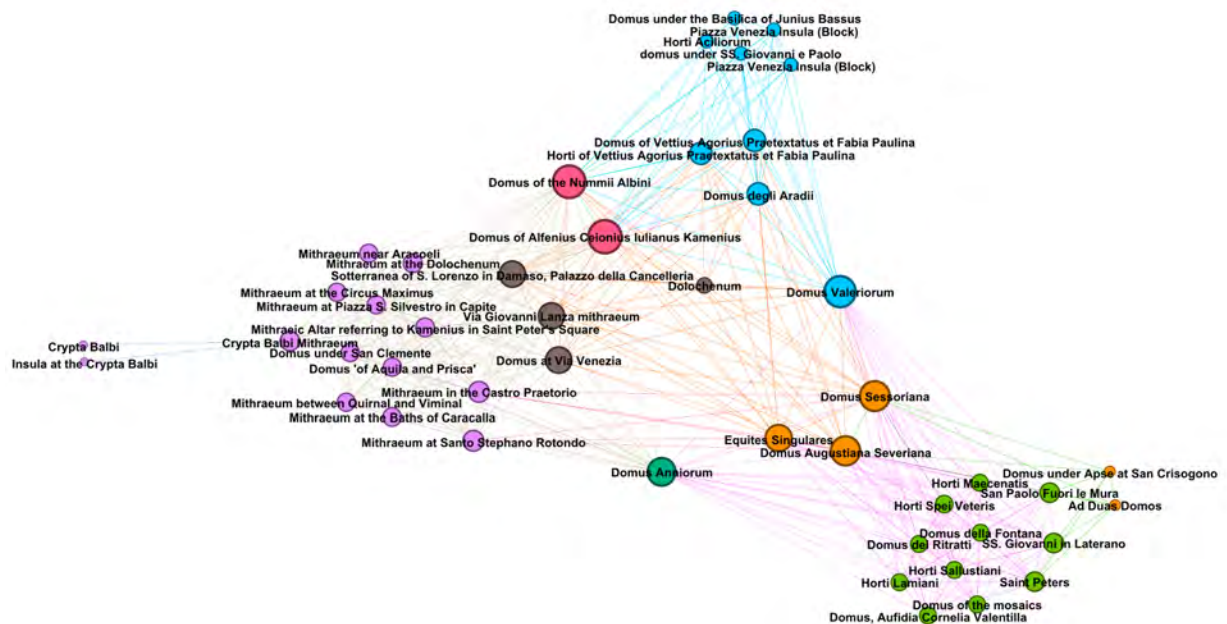 Domus under the Basilica of Junius Bassus
Piazza Venezia Insula (Block)
Horti Aciliorum
domus under SS. Giovanni e Paolo
Piazza Venezia Insula (Block)
Domus of Vettius Agorius Praetextatus et Fabia Paulina
Horti of Vettius Agorius Praetextatus et Fabia Paulina
Domus of the Nummii Albini
Domus degli Aradii
Domus of Alfenius Ceionius Iulianus Kamenius
Mithraeum near Aracoeli
Mithraeum at the Dolochenum
Sotterranea of S. Lorenzo in Damaso, Palazzo della Cancelleria
Dolochenum
Domus Valeriorum
Mithraeum at the Circus Maximus
Mithraeum at Piazza S. Silvestro in Capite
Via Giovanni Lanza mithraeum
Mithraeic Altar referring to Kamenius in Saint Peter's Square
Crypta Balbi
Crypta Balbi Mithraeum
Domus under San Clemente
Domus at Via Venezia
Insula at the Crypta Balbi
Domus 'of Aquila and Prisca'
Mithraeum in the Castro Praetorio
Domus Sessoriana
Mithraeum between Quirnal and Viminal
Mithraeum at the Baths of Caracalla
Mithraeum at Santo Stephano Rotondo
Equites Singulares
Domus Augustiana Severiana
Domus Anniorum
Domus under Apse at San Crisogono
Horti Maecenatis
San Paolo Fuori le Mura
Horti Spei Veteris
Ad Duas Domos
Domus della Fontana
Domus dei Ritratti
SS. Giovanni in Laterano
Horti Sallustiani
Horti Lamiani
Saint Peters
Domus of the mosaics
Domus, Aufidia Cornelia Valentilla